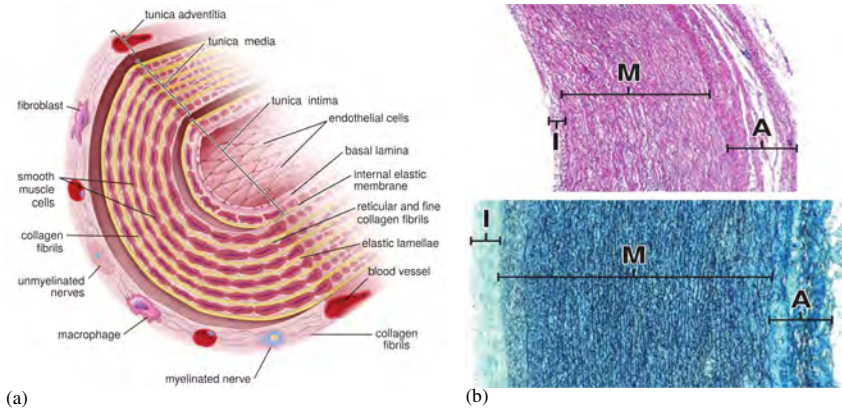 tunica adventitia
tunica media
tunica intima
fibroblast
endothelial cells
basal lamina
internal elastic
membrane
smooth
muscle
cells
reticular and fine
collagen fibrils
collagen
fibrils
elastic lamellae
unmyelinated
nerves
blood vessel
macrophage
collagen
fibrils
myelinated nerve
(a)
M
I
A
I
M
A
(b)